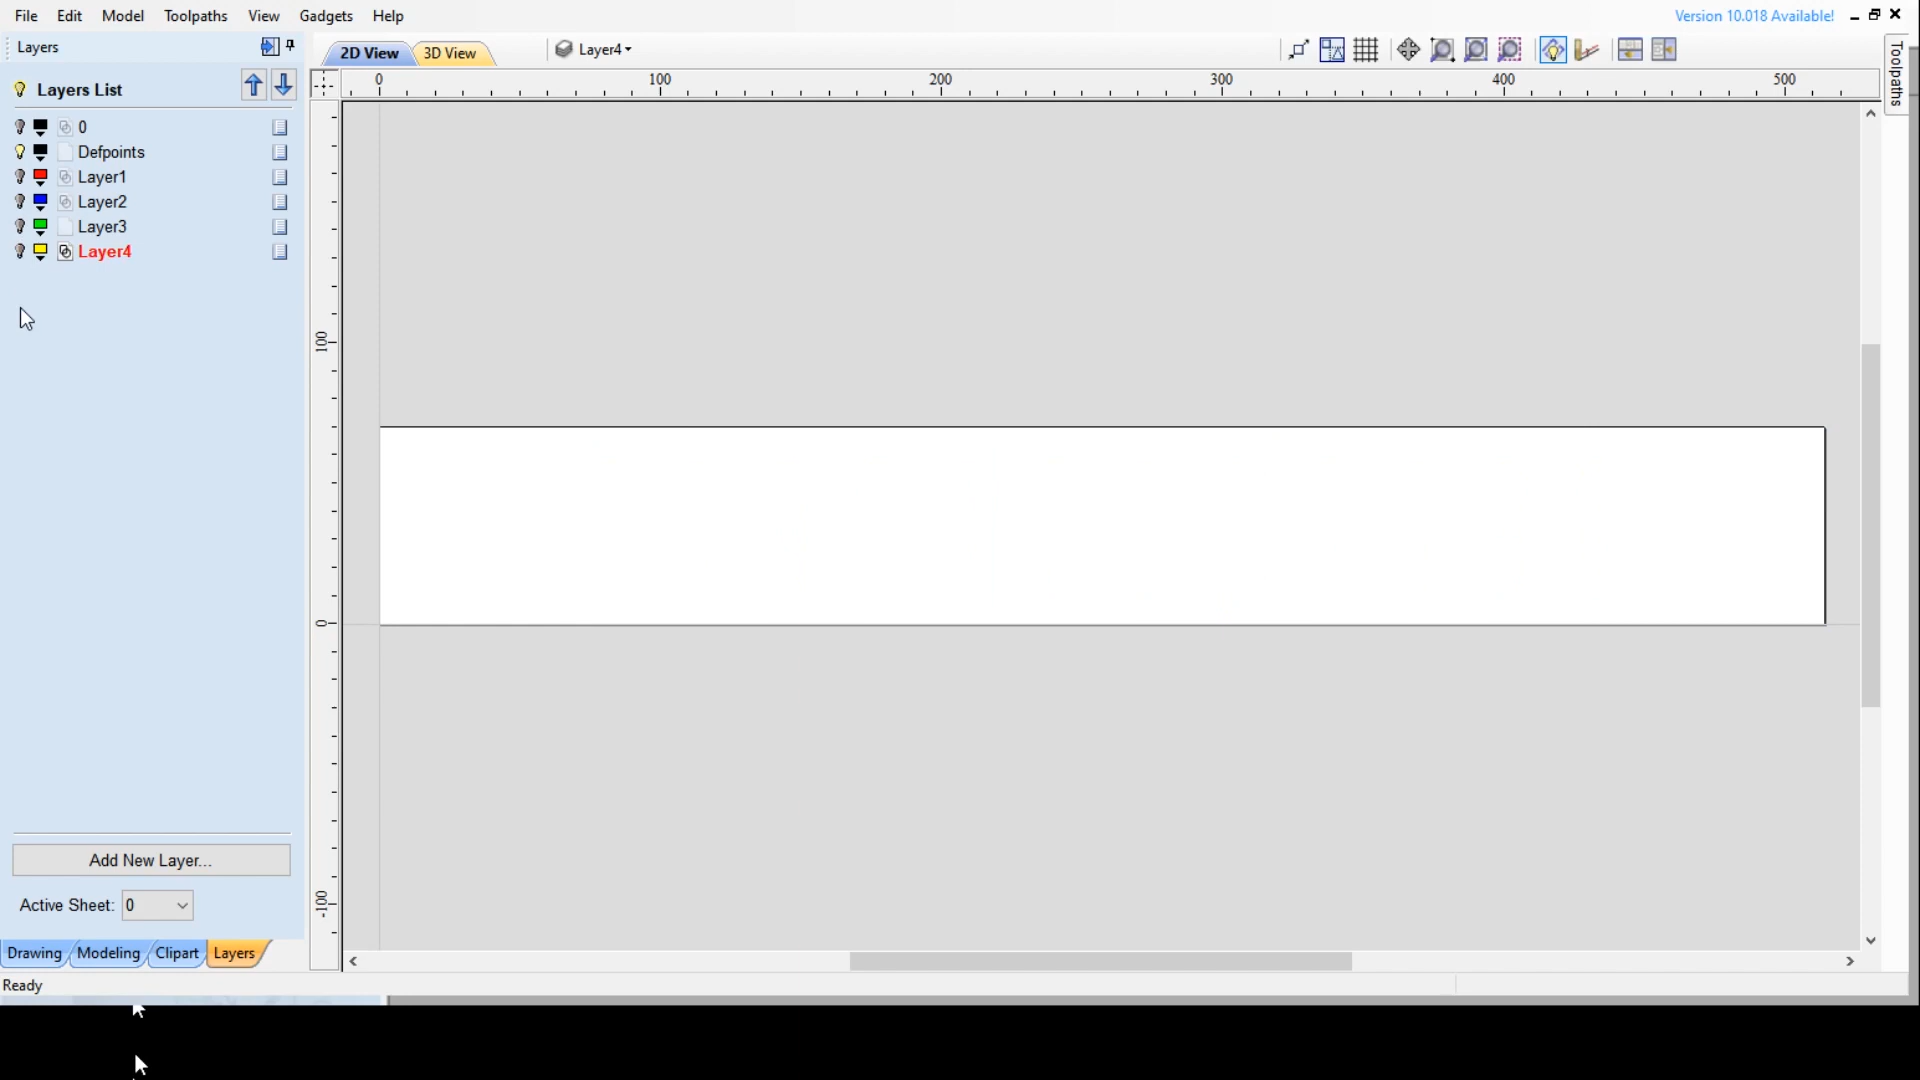 File Edit Model Toolpaths View Gadgets Help Version 10.018 Available!
Layers
2D View 3D View Layer4
Toolpaths
Layers List
0 100 200 300 400 500
0
Defpoints
Layer1
Layer2
Layer3
Layer4
100
0
-100
Add New Layer...
Active Sheet: 0
Drawing Modeling Clipart Layers
Ready